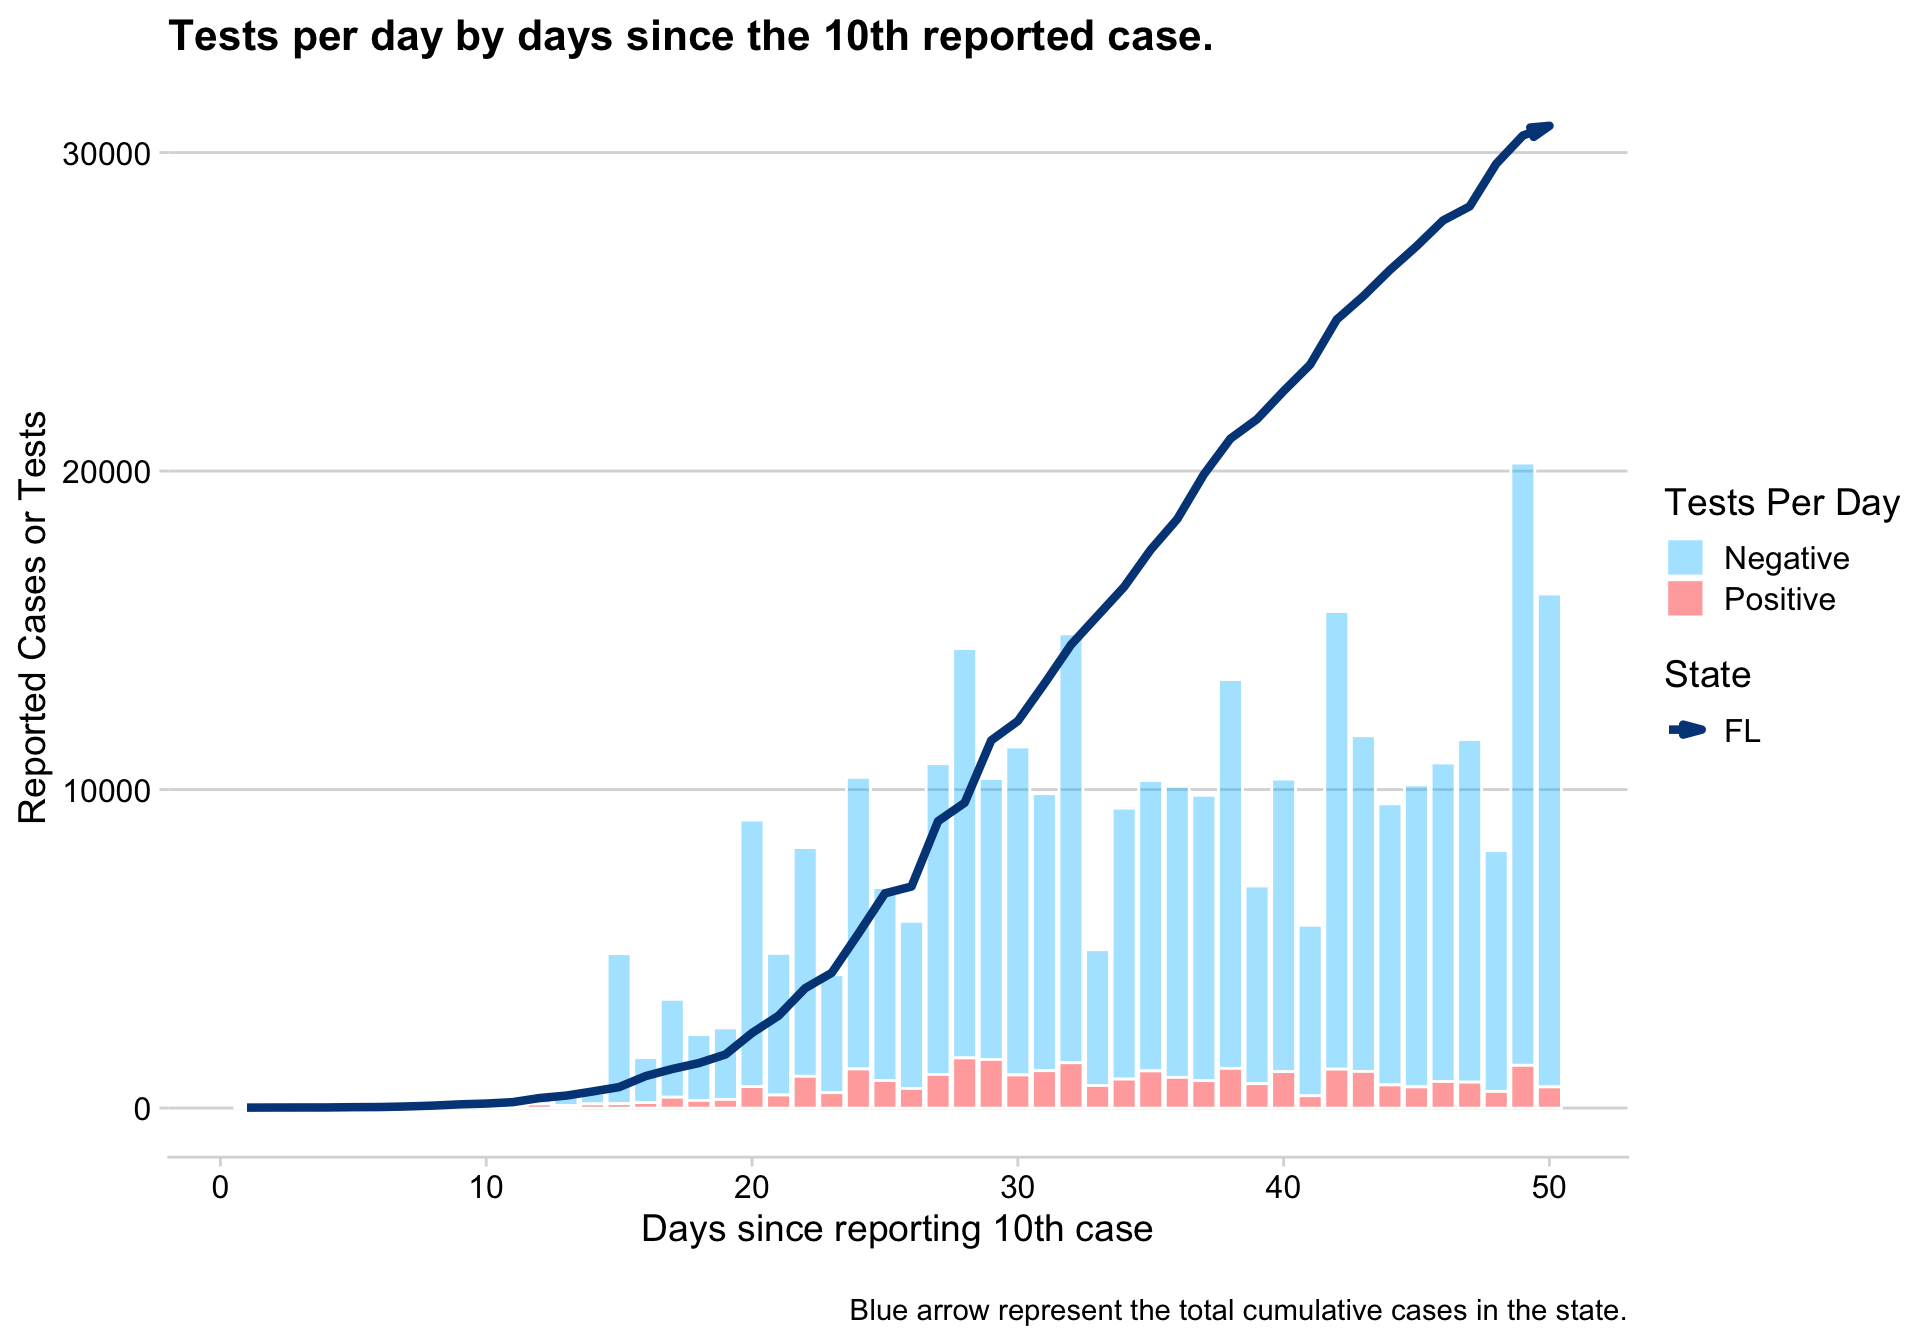 Tests per day by days since the 10th reported case.
30000
20000
10000
0
Reported Cases or Tests
0 10 20 30 40 50
Days since reporting 10th case
Tests Per Day
Negative
Positive
State
FL
Blue arrow represent the total cumulative cases in the state.